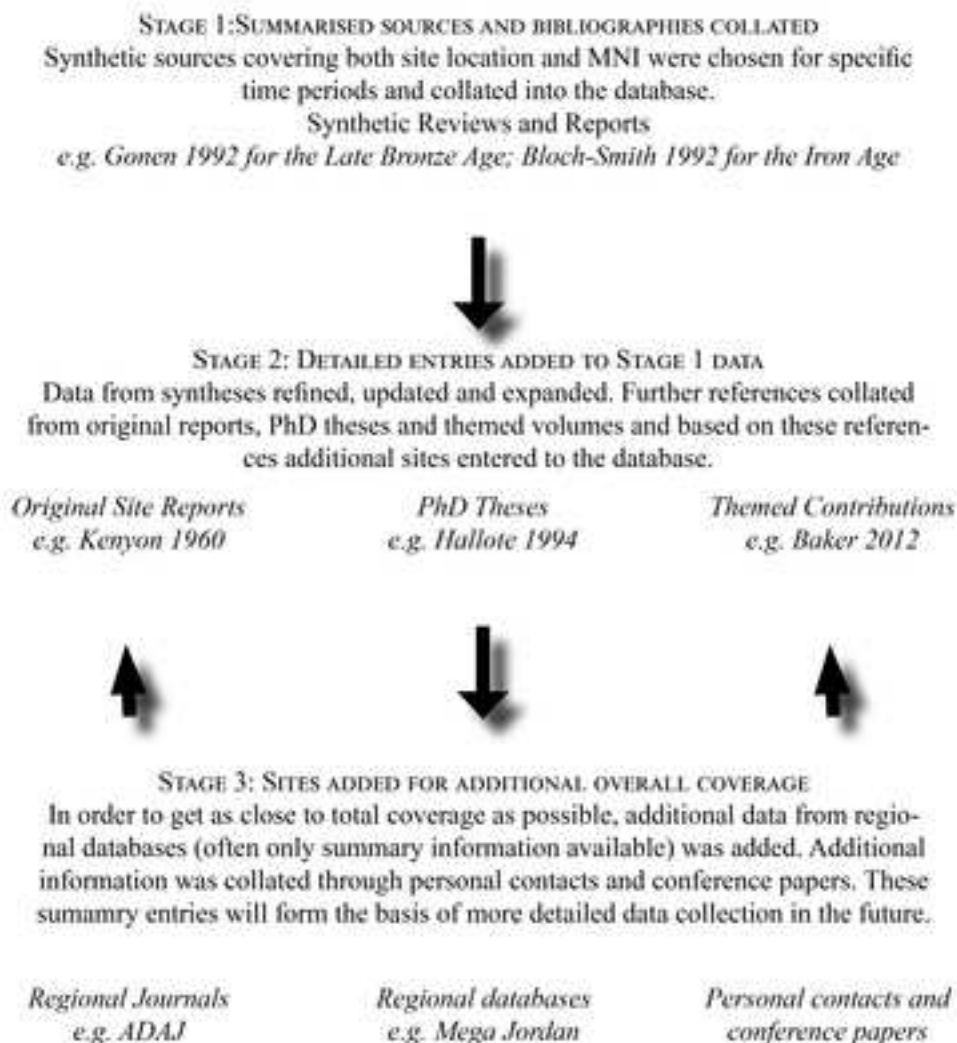 STAGE 1:SUMMARISED SOURCES AND BIBLIOGRAPHIES COLLATED
Synthetic sources covering both site location and MNI were chosen for specific
time periods and collated into the database.
Synthetic Reviews and Reports
e.g. Gonen 1992 for the Late Bronze Age; Bloch-Smith 1992 for the Iron Age
STAGE 2: DETAILED ENTRIES ADDED TO STAGE 1 DATA
Data from syntheses refined, updated and expanded. Further references collated
from original reports, PhD theses and themed volumes and based on these referen-
ces additional sites entered to the database.
Original Site Reports PhD Theses Themed Contributions
e.g. Kenyon 1960 e.g. Hallote 1994 e.g. Baker 2012
STAGE 3: SITES ADDED FOR ADDITIONAL OVERALL COVERAGE
In order to get as close to total coverage as possible, additional data from regio-
nal databases (often only summary information available) was added. Additional
information was collated through personal contacts and conference papers. These
sumamry entries will form the basis of more detailed data collection in the future.
Regional Journals Regional databases Personal contacts and
e.g. ADAJ e.g. Mega Jordan conference papers